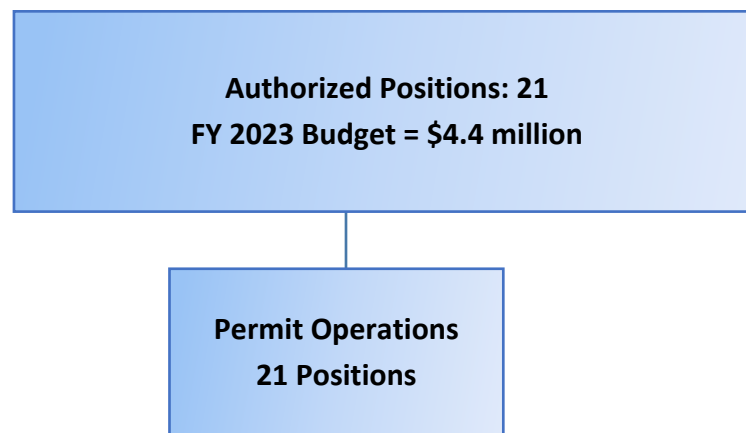 Authorized Positions: 21
FY 2023 Budget = $4.4 million
Permit Operations
21 Positions